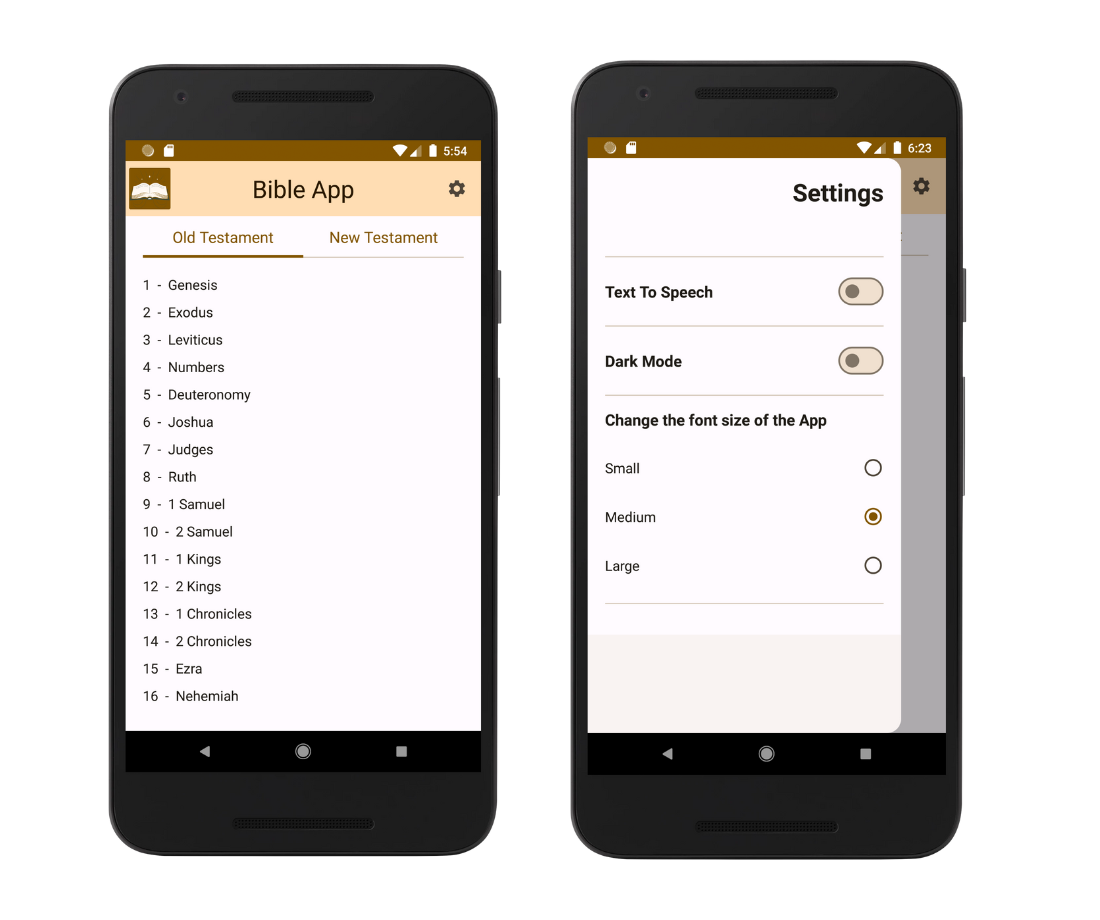 5:54
Bible App
Old Testament New Testament
1 - Genesis
2 - Exodus
3 - Leviticus
4 - Numbers
5 - Deuteronomy
6 - Joshua
7 - Judges
8 - Ruth
9 - 1 Samuel
10 - 2 Samuel
11 - 1 Kings
12 - 2 Kings
13 - 1 Chronicles
14 - 2 Chronicles
15 - Ezra
16 - Nehemiah
6:23
Settings
Text To Speech
Dark Mode
Change the font size of the App
Small
Medium
Large